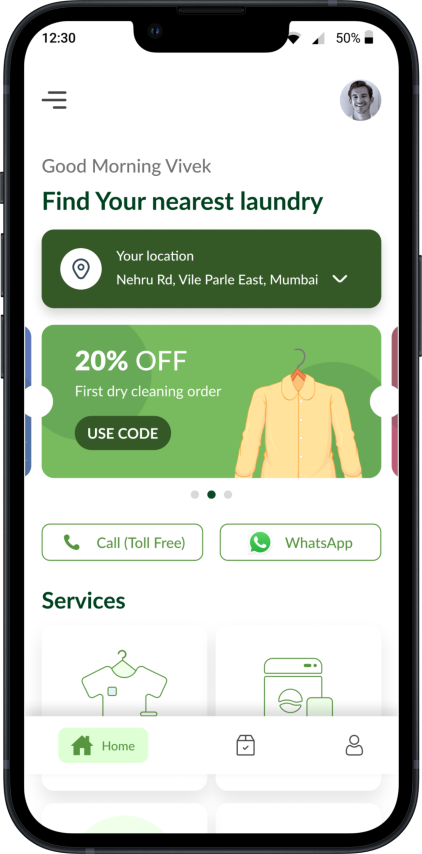 12:30
50%
Good Morning Vivek
Find Your nearest laundry
Your location
Nehru Rd, Vile Parle East, Mumbai
20% OFF
First dry cleaning order
USE CODE
Call (Toll Free)
WhatsApp
Services
Home